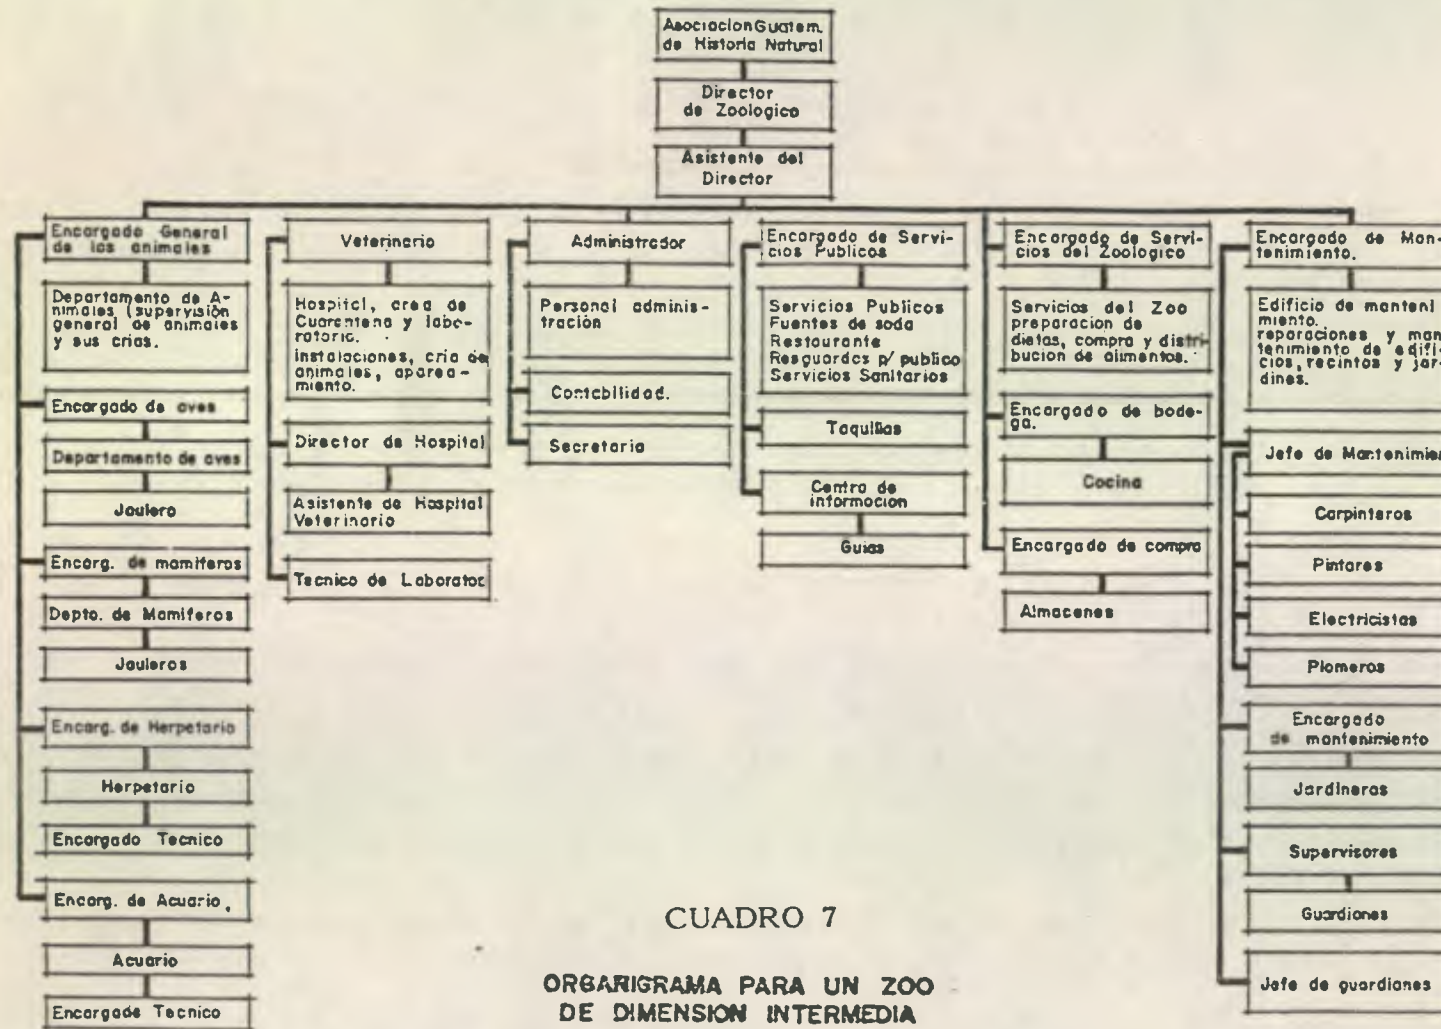 Asociacion Guatem.
de Historia Natural
Director
de Zoologico
Asistente del
Director
Encargado General
de los animales
Departamento de A-
nimales (supervisión
general de animales
y sus crias.
Encargado de aves
Departamento de aves
Jaulero
Encarg. de mamiferos
Depto. de Mamiferos
Jauleros
Encarg. de Herpetario
Herpetario
Encargado Tecnico
Encarg. de Acuario.
Acuario
Encargado Tecnico
Veterinario
Hospital, area de
Cuarentena y labo-
ratorio.
instalaciones, cria de
animales, aparea-
miento.
Director de Hospital
Asistente de Hospital
Veterinario
Tecnico de Laborator
Administrador
Personal adminis-
tración
Contabilidad.
Secretaria
Encargado de Servi-
cios Publicos
Servicios Publicos
Fuentes de soda
Restaurante
Resguardos p/ publico
Servicios Sanitarios
Taquillas
Centro de
informacion
Guias
Encargado de Servi-
cios del Zoologico
Servicios del Zoo
preparacion de
dietas, compra y distri-
bucion de alimentos.
Encargado de bode-
ga.
Cocina
Encargado de compra
Almacenes
Encargado de Man-
tenimiento.
Edificio de manteni
miento.
reparaciones y man-
tenimiento de edifi-
cios, recintos y jar-
dines.
Jefe de Mantenimien
Carpinteros
Pintores
Electricistas
Plomeros
Encargado
de mantenimiento
Jardineros
Supervisores
Guardianes
Jefe de guardianes
CUADRO 7
ORGANIGRAMA PARA UN ZOO
DE DIMENSION INTERMEDIA